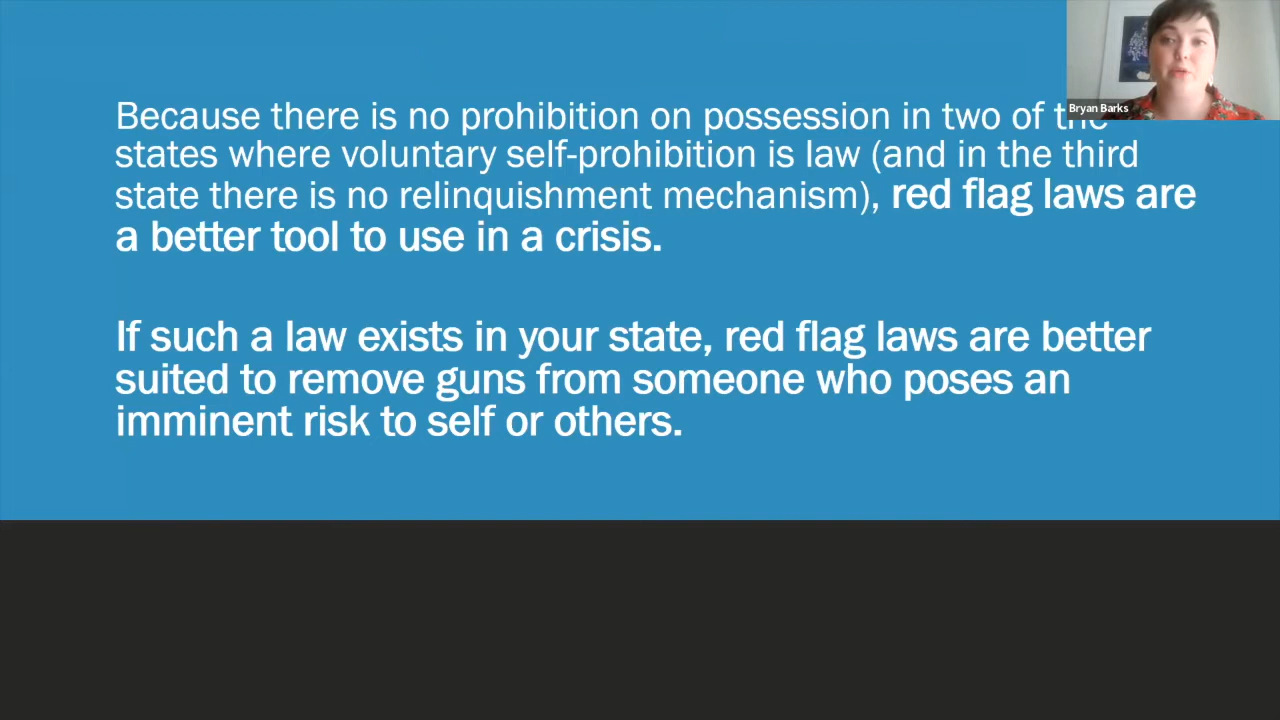 Because there is no prohibition on possession in two of the
states where voluntary self-prohibition is law (and in the third
state there is no relinquishment mechanism), red flag laws are
a better tool to use in a crisis.
If such a law exists in your state, red flag laws are better
suited to remove guns from someone who poses an
imminent risk to self or others.
Bryan Barks